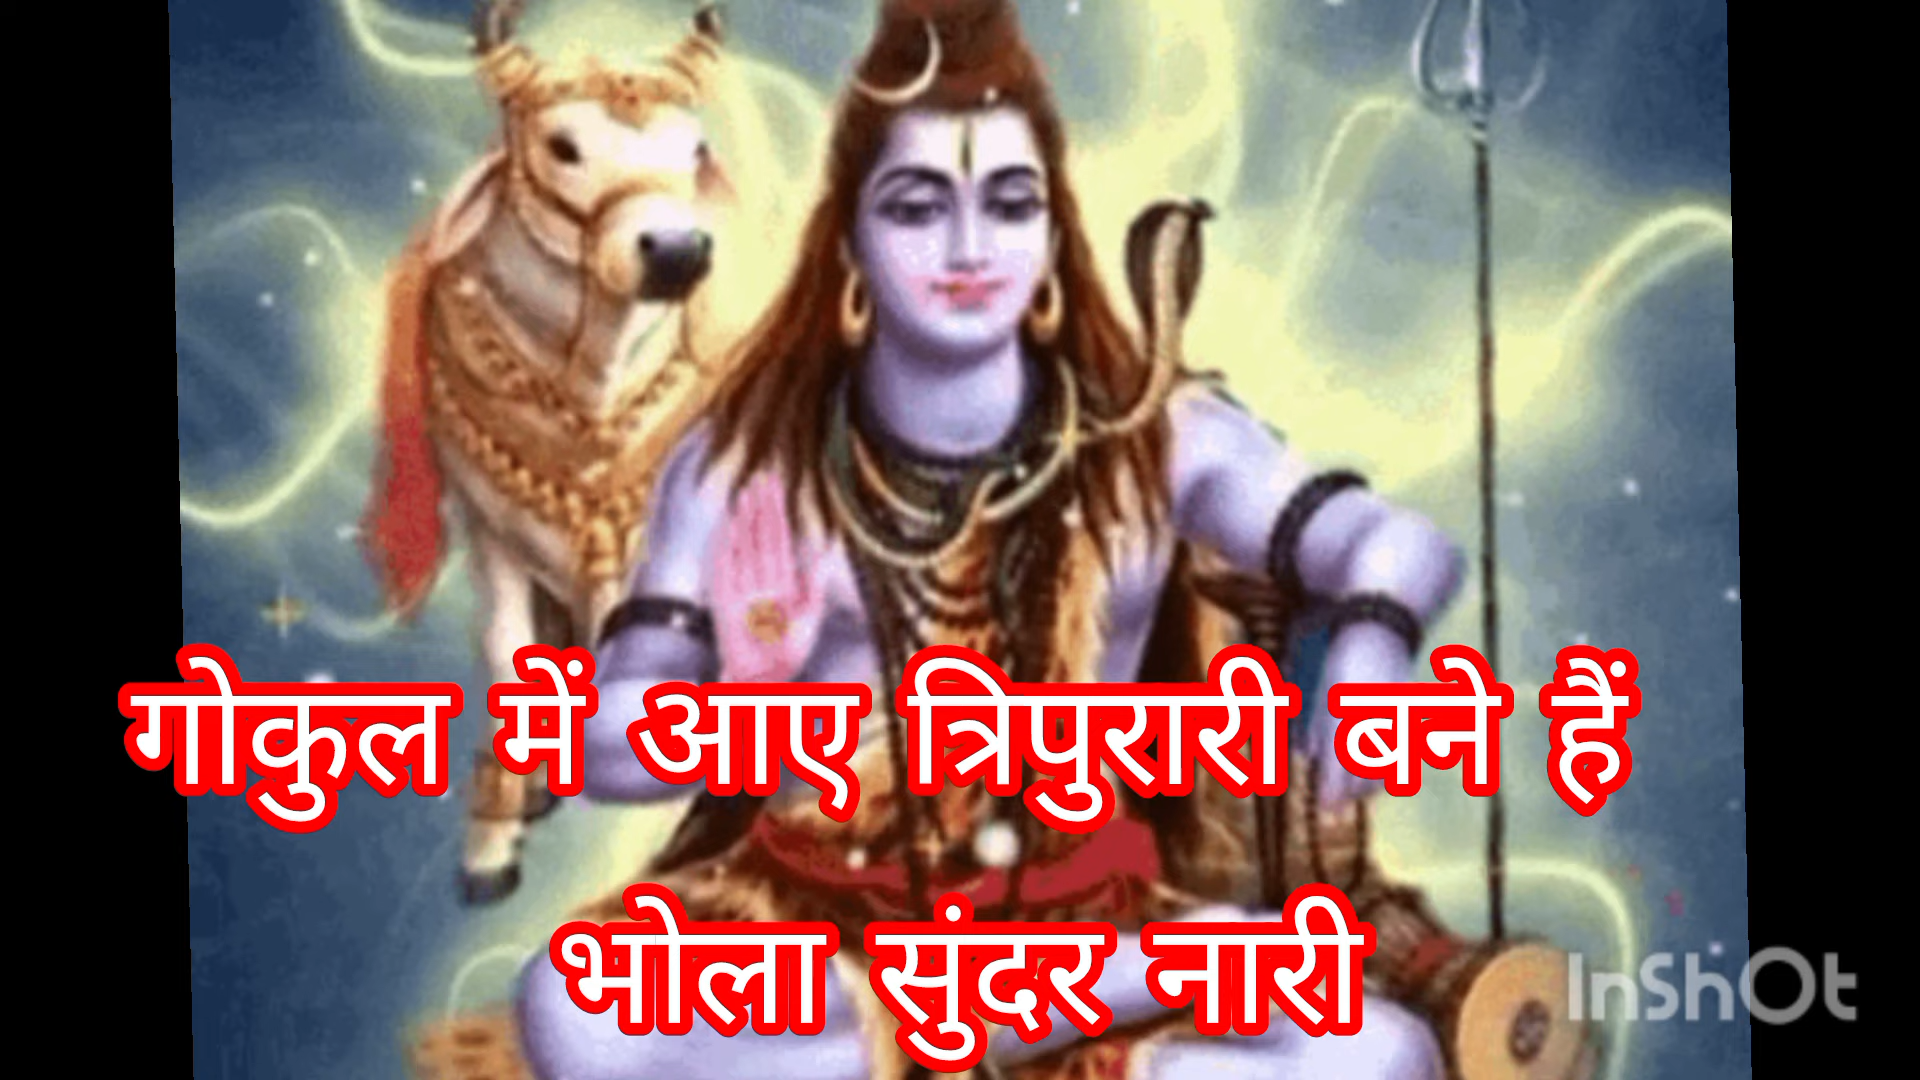 गोकुल में आए त्रिपुरारी बने हैं
भोला सुंदर नारी
InShOt